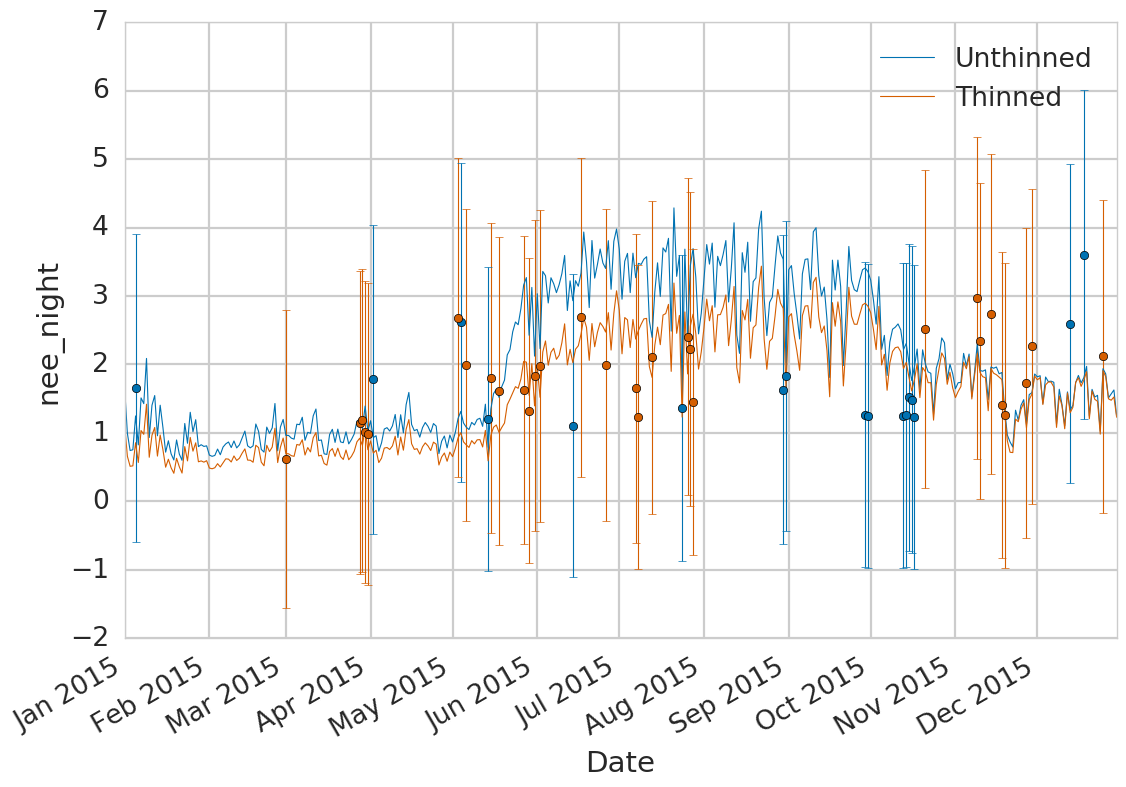 7
6
5
4
3
2
1
0
−1
−2
nee_night
Unthinned
Thinned
Jan 2015
Feb 2015
Mar 2015
Apr 2015
May 2015
Jun 2015
Jul 2015
Aug 2015
Sep 2015
Oct 2015
Nov 2015
Dec 2015
Date